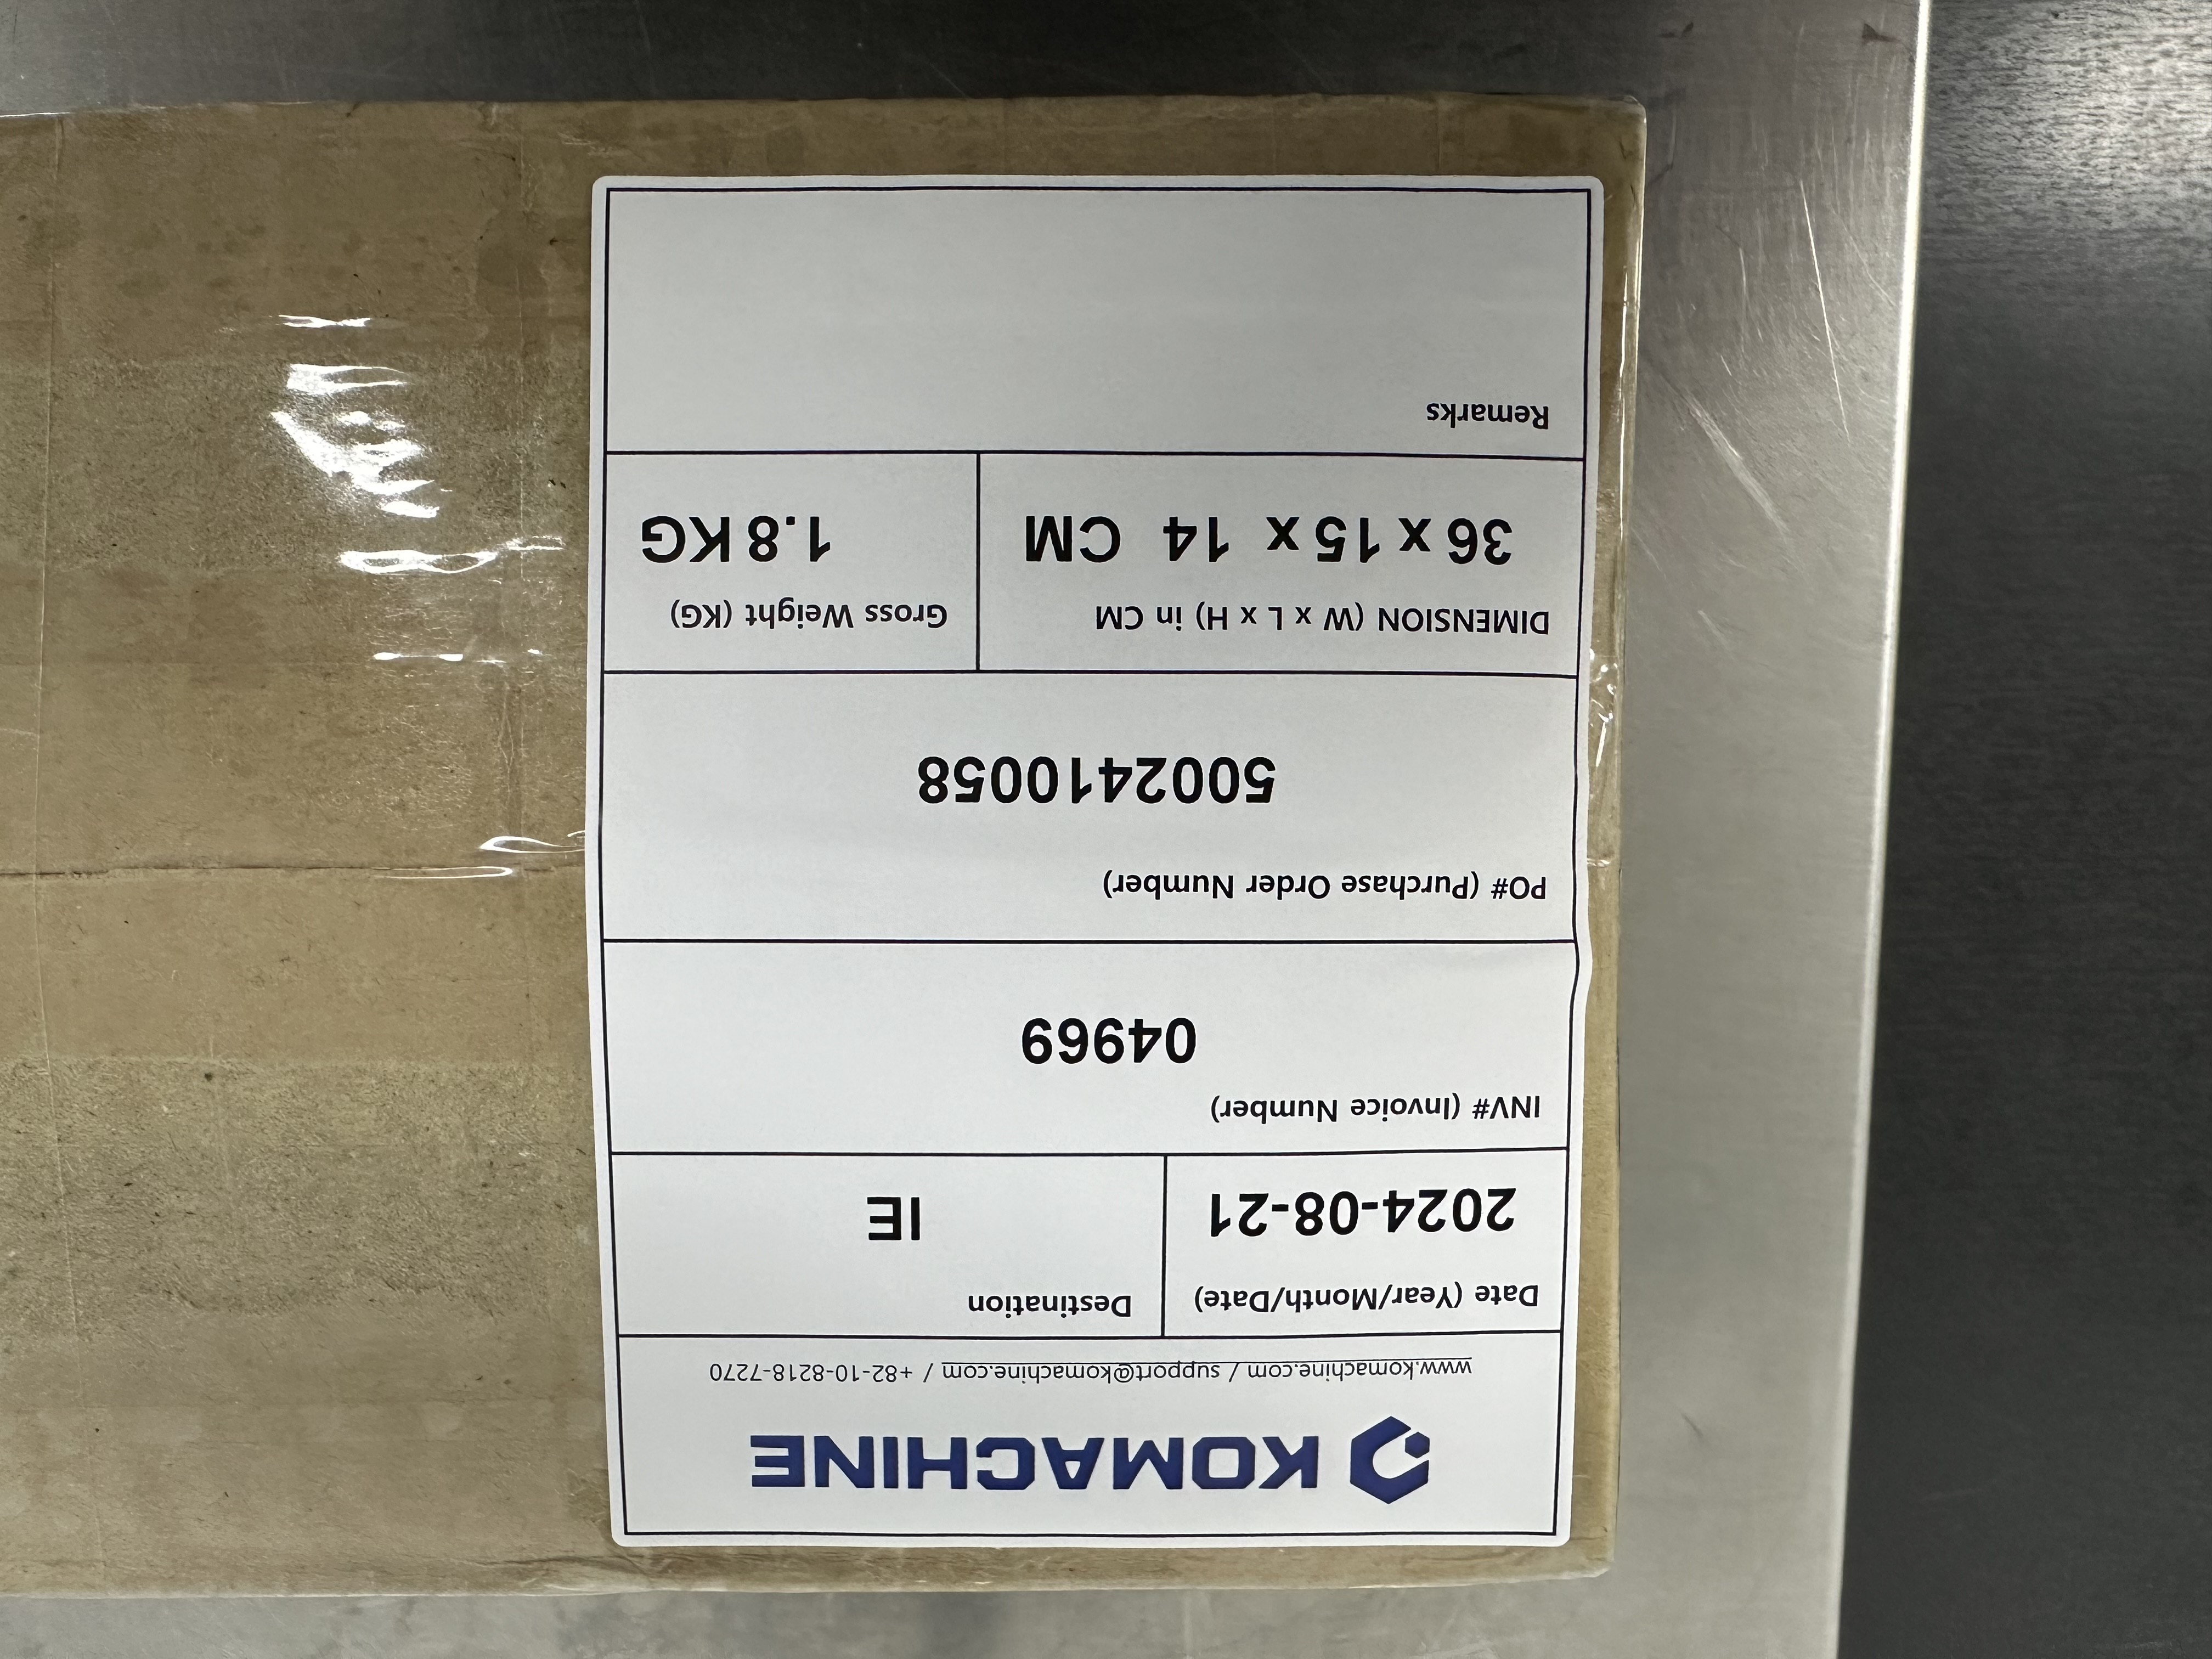 KOMACHINE
www.komachine.com / support@komachine.com / +82-10-8218-7270
Date (Year/Month/Date)
2024-08-21
Destination
IE
INV# (Invoice Number)
04969
PO# (Purchase Order Number)
5002410058
DIMENSION (W x L x H) in CM
36 x 15 x 14 CM
Gross Weight (KG)
1.8 KG
Remarks